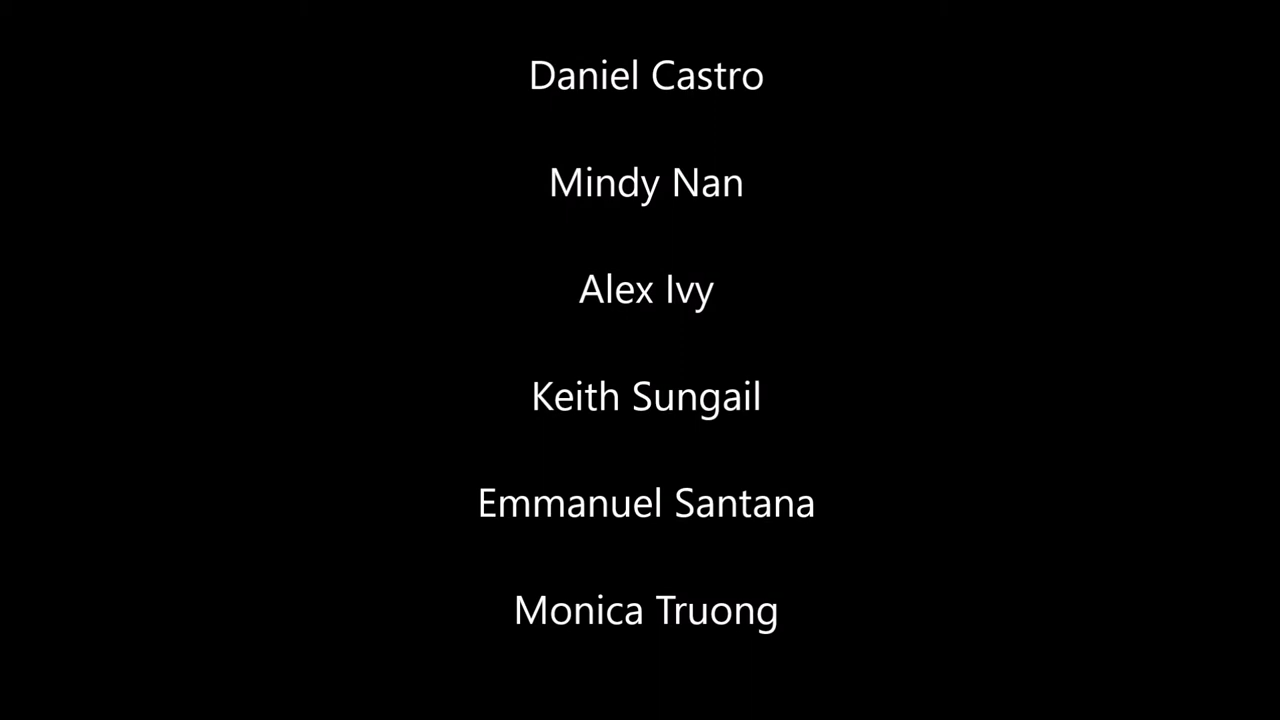 Daniel Castro
Mindy Nan
Alex Ivy
Keith Sungail
Emmanuel Santana
Monica Truong